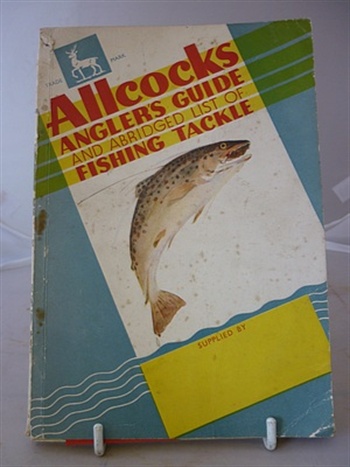 TRADE MARK
Allcocks
ANGLER'S GUIDE
AND ABRIDGED LIST OF
FISHING TACKLE
SUPPLIED BY